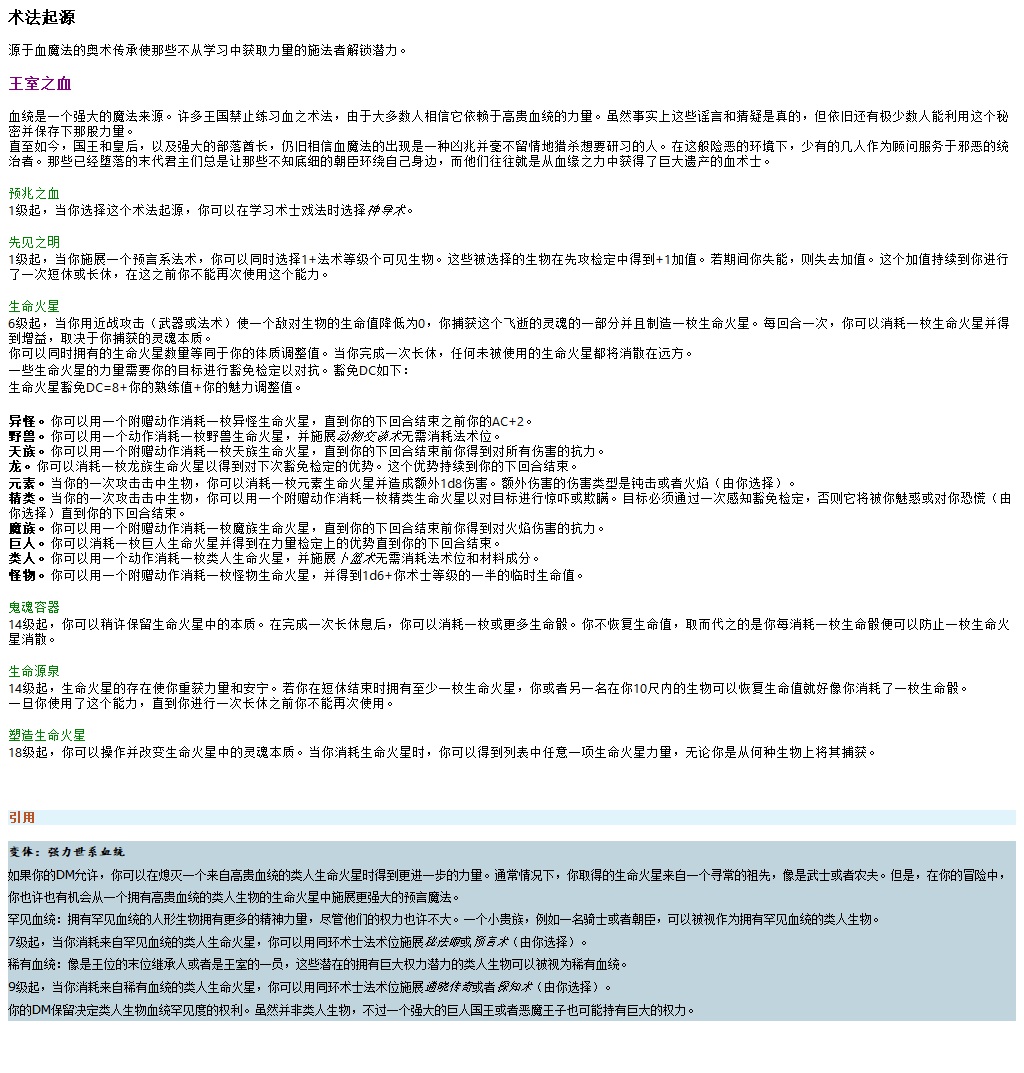 术法起源
源于血魔法的奥术传承使那些不从学习中获取力量的施法者解锁潜力。
王室之血
血统是一个强大的魔法来源。许多王国禁止练习血之术法，由于大多数人相信它依赖于高贵血统的力量。虽然事实上这些谣言和猜疑是真的，但依旧还有极少数人能利用这个秘
密并保存下那股力量。
直至如今，国王和皇后，以及强大的部落酋长，仍旧相信血魔法的出现是一种凶兆并毫不留情地猎杀想要研习的人。在这般险恶的环境下，少有的几人作为顾问服务于邪恶的统
治者。那些已经堕落的末代君主们总是让那些不知底细的朝臣环绕自己身边，而他们往往就是从血缘之力中获得了巨大遗产的血术士。
预兆之血
1级起，当你选择这个术法起源，你可以在学习术士戏法时选择神导术。
先见之明
1级起，当你施展一个预言系法术，你可以同时选择1+法术等级个可见生物。这些被选择的生物在先攻检定中得到+1加值。若期间你失能，则失去加值。这个加值持续到你进行
了一次短休或长休，在这之前你不能再次使用这个能力。
生命火星
6级起，当你用近战攻击（武器或法术）使一个敌对生物的生命值降低为0，你捕获这个飞逝的灵魂的一部分并且制造一枚生命火星。每回合一次，你可以消耗一枚生命火星并得
到增益，取决于你捕获的灵魂本质。
你可以同时拥有的生命火星数量等同于你的体质调整值。当你完成一次长休，任何未被使用的生命火星都将消散在远方。
一些生命火星的力量需要你的目标进行豁免检定以对抗。豁免DC如下：
生命火星豁免DC=8+你的熟练值+你的魅力调整值。
异怪。你可以用一个附赠动作消耗一枚异怪生命火星，直到你的下回合结束之前你的AC+2。
野兽。你可以用一个动作消耗一枚野兽生命火星，并施展动物交谈术无需消耗法术位。
天族。你可以用一个附赠动作消耗一枚天族生命火星，直到你的下回合结束前你得到对所有伤害的抗力。
龙。你可以消耗一枚龙族生命火星以得到对下次豁免检定的优势。这个优势持续到你的下回合结束。
元素。当你的一次攻击击中生物，你可以消耗一枚元素生命火星并造成额外1d8伤害。额外伤害的伤害类型是钝击或者火焰（由你选择）。
精类。当你的一次攻击击中生物，你可以用一个附赠动作消耗一枚精类生命火星以对目标进行惊吓或欺瞒。目标必须通过一次感知豁免检定，否则它将被你魅惑或对你恐慌（由
你选择）直到你的下回合结束。
魔族。你可以用一个附赠动作消耗一枚魔族生命火星，直到你的下回合结束前你得到对火焰伤害的抗力。
巨人。你可以消耗一枚巨人生命火星并得到在力量检定上的优势直到你的下回合结束。
类人。你可以用一个动作消耗一枚类人生命火星，并施展卜筮术无需消耗法术位和材料成分。
怪物。你可以用一个附赠动作消耗一枚怪物生命火星，并得到1d6+你术士等级的一半的临时生命值。
鬼魂容器
14级起，你可以稍许保留生命火星中的本质。在完成一次长休息后，你可以消耗一枚或更多生命骰。你不恢复生命值，取而代之的是你每消耗一枚生命骰便可以防止一枚生命火
星消散。
生命源泉
14级起，生命火星的存在使你重获力量和安宁。若你在短休结束时拥有至少一枚生命火星，你或者另一名在你10尺内的生物可以恢复生命值就好像你消耗了一枚生命骰。
一旦你使用了这个能力，直到你进行一次长休之前你不能再次使用。
塑造生命火星
18级起，你可以操作并改变生命火星中的灵魂本质。当你消耗生命火星时，你可以得到列表中任意一项生命火星力量，无论你是从何种生物上将其捕获。
引用
变体：强力世系血统
如果你的DM允许，你可以在熄灭一个来自高贵血统的类人生命火星时得到更进一步的力量。通常情况下，你取得的生命火星来自一个寻常的祖先，像是武士或者农夫。但是，在你的冒险中，
你也许也有机会从一个拥有高贵血统的类人生物的生命火星中施展更强大的预言魔法。
罕见血统：拥有罕见血统的人形生物拥有更多的精神力量，尽管他们的权力也许不大。一个小贵族，例如一名骑士或者朝臣，可以被视作为拥有罕见血统的类人生物。
7级起，当你消耗来自罕见血统的类人生命火星，你可以用同环术士法术位施展秘法眼或预言术（由你选择）。
稀有血统：像是王位的末位继承人或者是王室的一员，这些潜在的拥有巨大权力潜力的类人生物可以被视为稀有血统。
9级起，当你消耗来自稀有血统的类人生命火星，你可以用同环术士法术位施展通晓传奇或者探知术（由你选择）。
你的DM保留决定类人生物血统罕见度的权利。虽然并非类人生物，不过一个强大的巨人国王或者恶魔王子也可能持有巨大的权力。